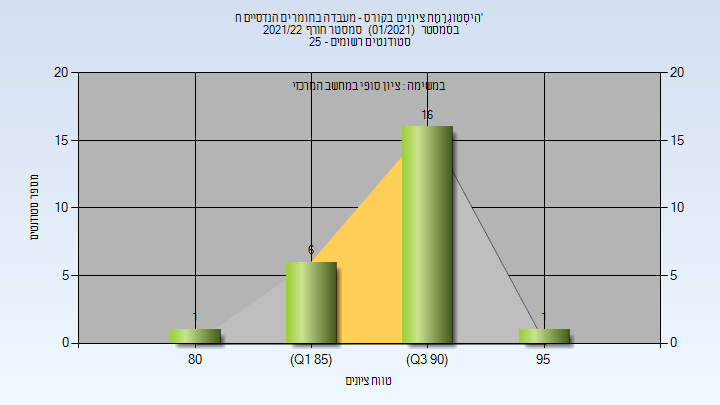 היסטוגרמת ציונים בקורס - מעבדה בחומרים הנדסיים ח'
בסמסטר (01/2021) סמסטר חורף 2021/22
סטודנטים רשומים - 25
במשימה : ציון סופי במחשב המרכזי
20 20
15 15
10 10
5 5
0 0
16
6
1
1
80 (Q1 85) (Q3 90) 95
מספר סטודנטים
טווח ציונים